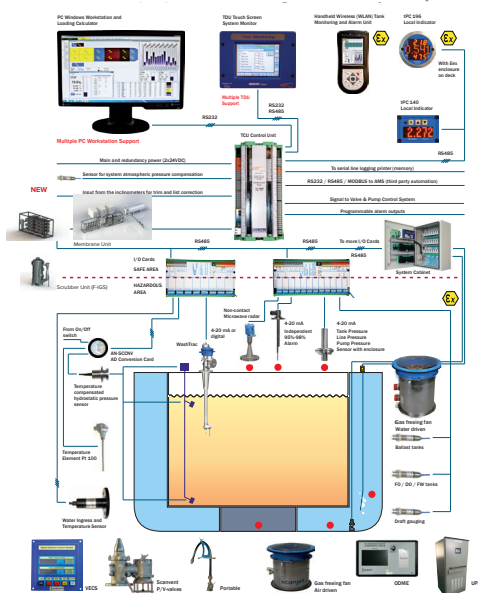 PC Windows Workstation and
Loading Calculator
TDU Touch Screen
System Monitor
Handheld Wireless (WLAN) Tank
Monitoring and Alarm Unit
tPC 196
Local Indicator
With Eex
enclosure
on deck
Multiple TDU
Support
RS232
RS485
tPC 140
Local Indicator
2.272
RS232
RS485
Multiple PC Workstation Support
TCU Control Unit
Main and redundancy power (2x24VDC)
To serial line logging printer (memory)
Sensor for system atmospheric pressure compensation
RS232 / RS485 / MODBUS to AMS (third party automation)
NEW
Input from the inclinometers for trim and list correction
Signal to Valve & Pump Control System
Programmable alarm outputs
Membrane Unit
RS485
RS485
To more I/O Cards
RS485
System Cabinet
I/O Cards
SAFE AREA
HAZARDOUS
AREA
Scrubber Unit (F-IGS)
From On/Off
switch
AN-SCONV
AD Conversion Card
WashTrac
4-20 mA or
digital
Non-contact
Microwave radar
4-20 mA
Independent
95%-98%
Alarm
4-20 mA
Tank Pressure
Line Pressure
Pump Pressure
Sensor with enclosure
Temperature
compensated
hydrostatic pressure
sensor
Gas freeing fan
Water driven
Ballast tanks
Temperature
Element Pt 100
FO / DO / FW tanks
Water Ingress and
Temperature Sensor
Draft gauging
VECS
Scanvent
P/V-valves
Portable
scanjet
Gas freeing fan
Air driven
ODME
UP